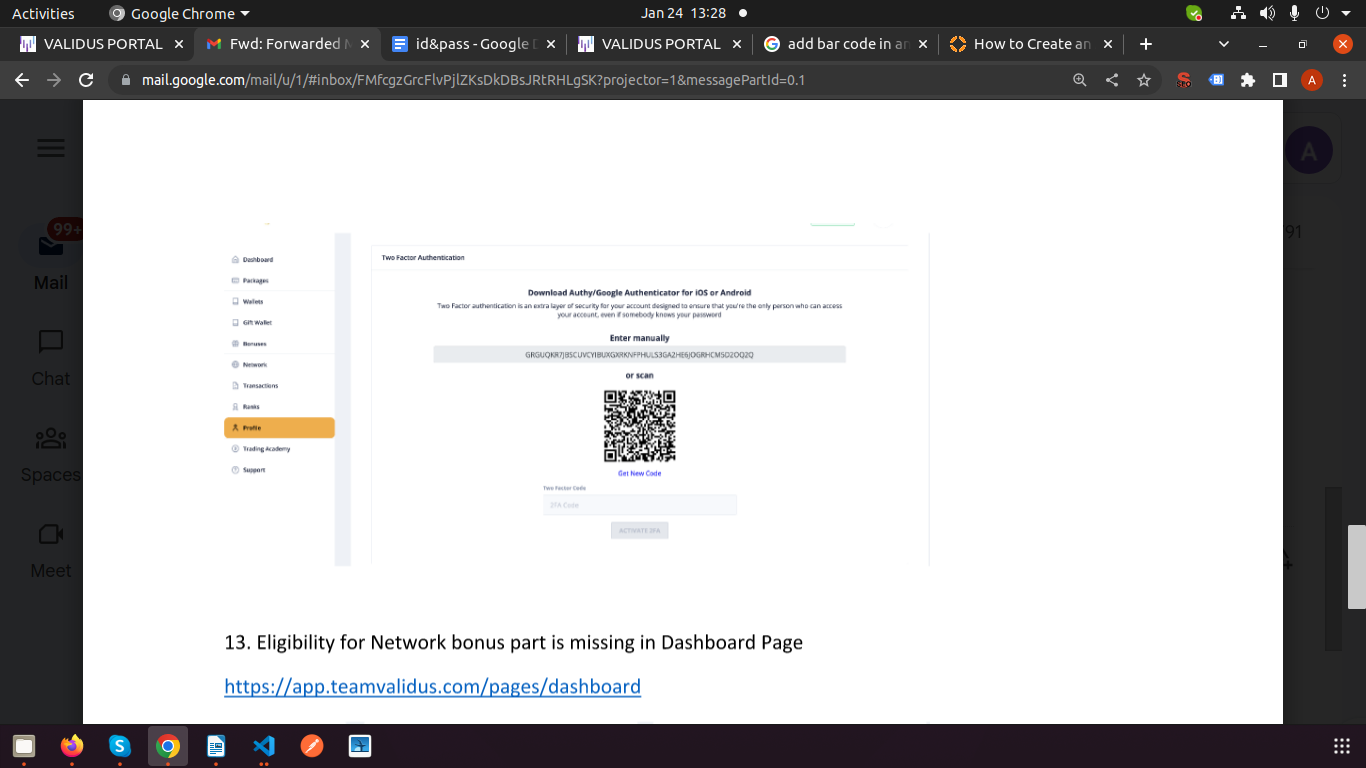 Activities
Google Chrome
Jan 24 13:28
VALIDUS PORTAL
Fwd: Forwarded
id&pass - Google
VALIDUS PORTAL
add bar code in
How to Create an
mail.google.com/mail/u/1/#inbox/FMfcgzGrcFlvPjlZKsDkDBsJRtRHLgSK?projector=1&messagePartId=0.1
A
A
99+
Mail
Chat
Spaces
Meet
91
Dashboard
Packages
Wallets
Gift Wallet
Bonuses
Network
Transactions
Ranks
Profile
Trading Academy
Support
Two Factor Authentication
Download Authy/Google Authenticator for iOS or Android
Two Factor authentication is an extra layer of security for your account designed to ensure that you're the only person who can access
your account, even if somebody knows your password
Enter manually
or scan
Get New Code
Two Factor Code
2FA Code
ACTIVATE 2FA
13. Eligibility for Network bonus part is missing in Dashboard Page
https://app.teamvalidus.com/pages/dashboard